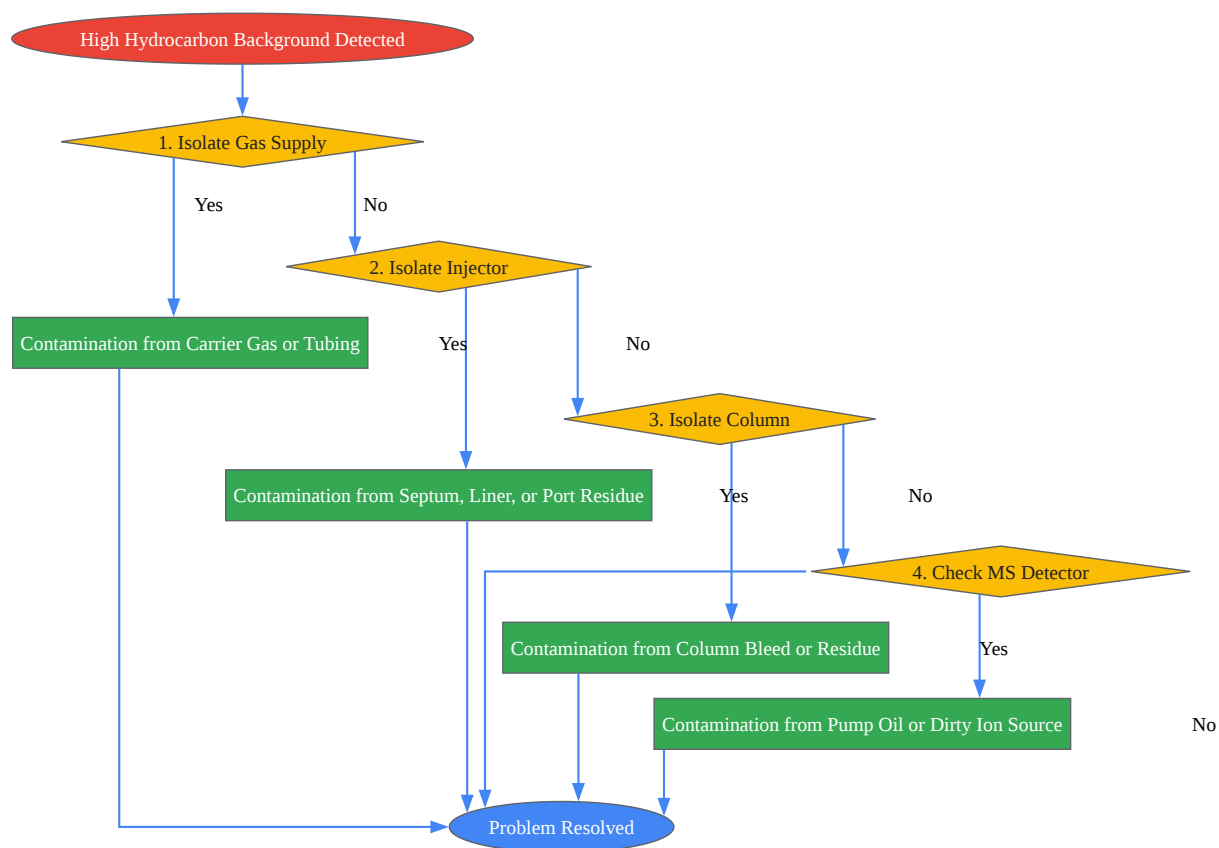 High Hydrocarbon Background Detected
1. Isolate Gas Supply
Yes
No
2. Isolate Injector
Contamination from Carrier Gas or Tubing
Yes
No
3. Isolate Column
Contamination from Septum, Liner, or Port Residue
Yes
No
4. Check MS Detector
Contamination from Column Bleed or Residue
Yes
Contamination from Pump Oil or Dirty Ion Source
No
Problem Resolved